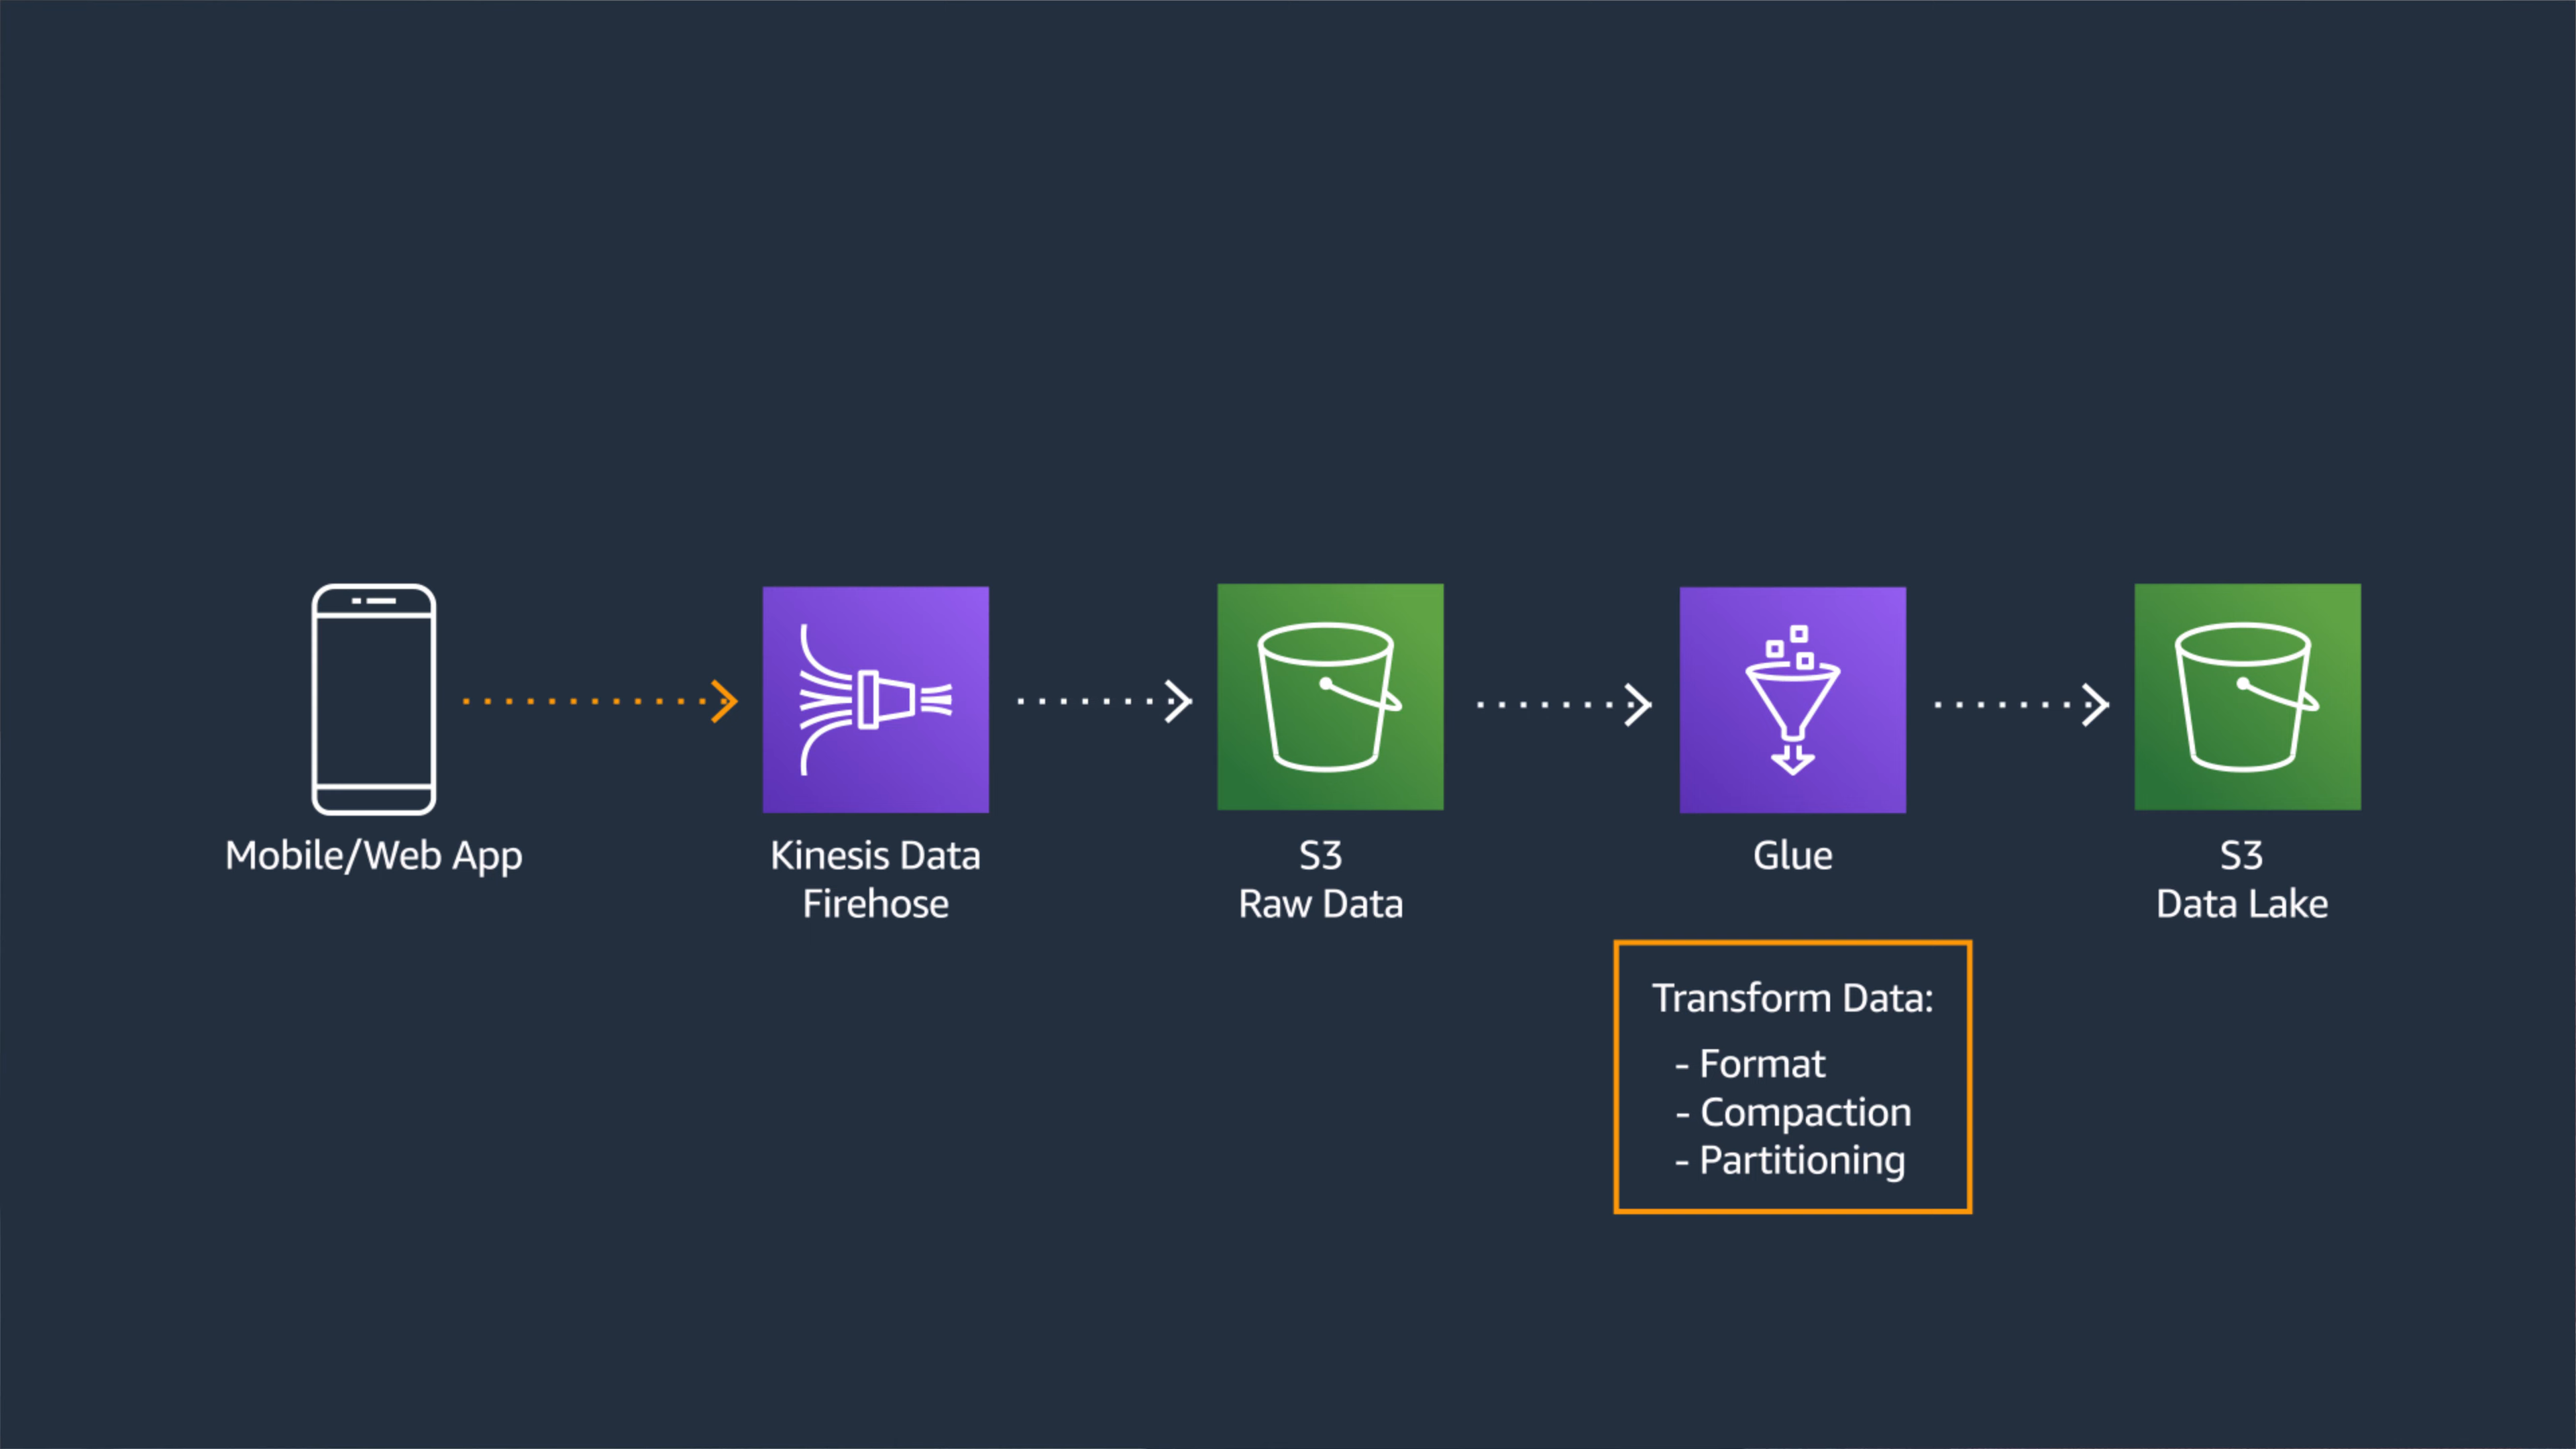 Mobile/Web App
Kinesis Data
Firehose
S3
Raw Data
Glue
S3
Data Lake
Transform Data:
- Format
- Compaction
- Partitioning